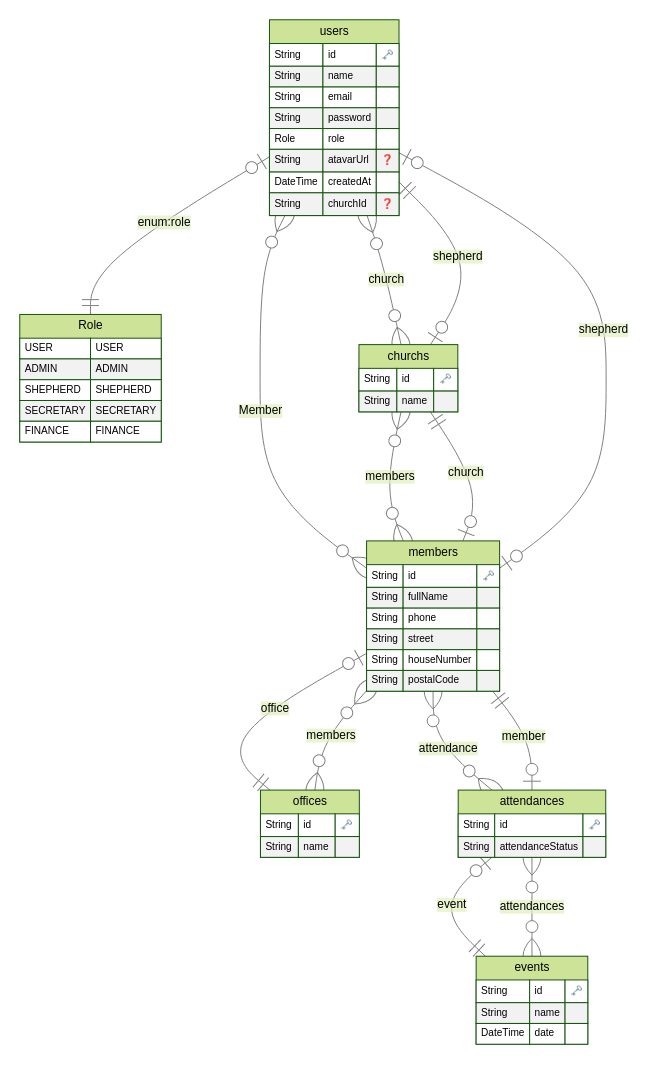 users
String id
String name
String email
String password
Role role
String atavarUrl ?
DateTime createdAt
String churchId ?
enum:role
shepherd
church
shepherd
Role
USER USER
ADMIN ADMIN
SHEPHERD SHEPHERD
SECRETARY SECRETARY
FINANCE FINANCE
churchs
String id
String name
Member
members
church
members
String id
String fullName
String phone
String street
String houseNumber
String postalCode
office
members
attendance
member
offices
String id
String name
attendances
String id
String attendanceStatus
event
attendances
events
String id
String name
DateTime date